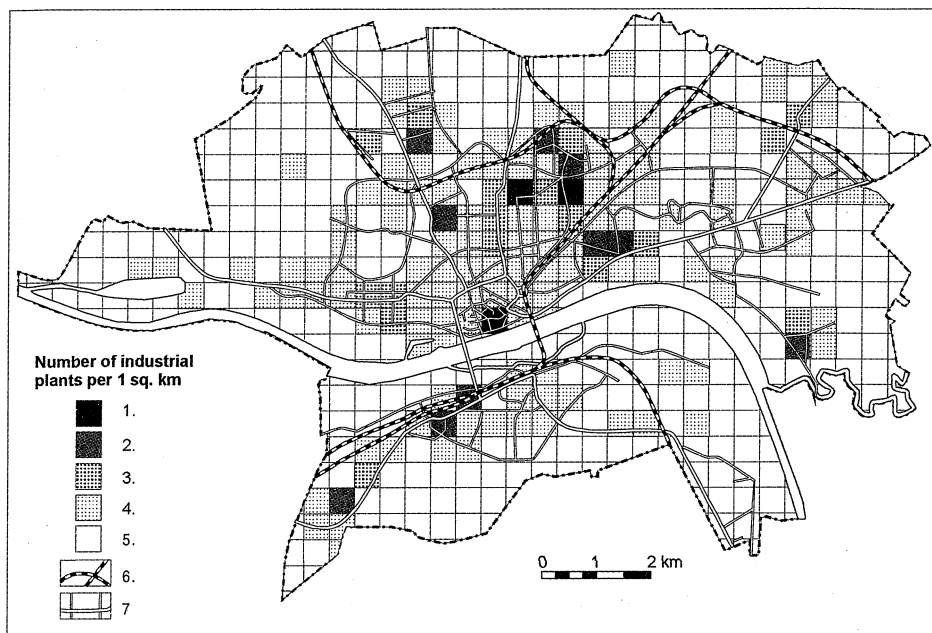 Number of industrial
plants per 1 sq. km
1.
2.
3.
4.
5.
6.
7
0 1 2 km